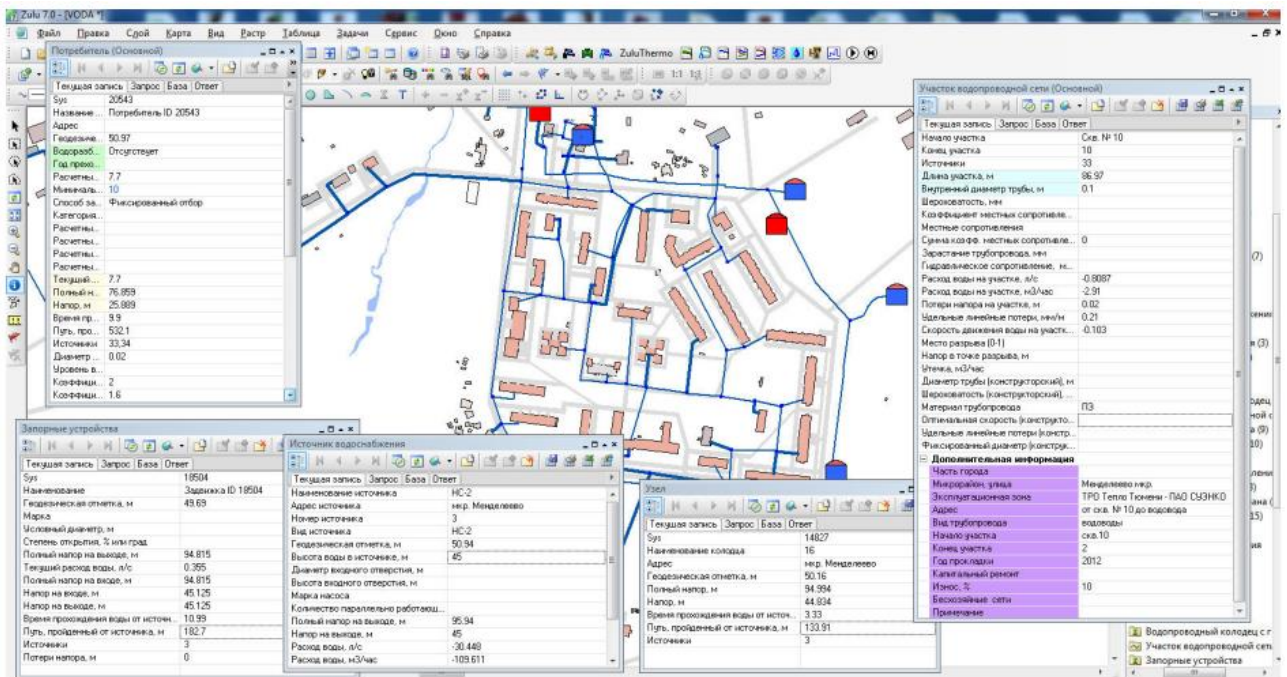 Zulu 7.0 - [VODA *]
Файл Правка Слой Карта Вид Растр Таблица Задачи Сервис Окно Справка
ZuluThermo
1:1
Потребитель (Основной)
Текущая запись Запрос База Ответ
Sys 20543
Название ... Потребитель ID 20543
Адрес
Геодезиче... 50.97
Водоразб... Отсутствует
Год прохо...
Расчетны... 7.7
Минималь... 10
Способ за... Фиксированный отбор
Категория...
Расчетны...
Расчетны...
Расчетны...
Расчетны...
Текущий ... 7.7
Полный н... 76.859
Напор, м 25.889
Время пр... 9.9
Путь, про... 532.1
Источники 33,34
Диаметр ... 0.02
Уровень в...
Коэффици... 2
Коэффици... 1.6
Запорные устройства
Текущая запись Запрос База Ответ
Sys 18504
Наименование Задвижка ID 18504
Геодезическая отметка, м 49.69
Марка
Условный диаметр, м
Степень открытия, % или град
Полный напор на выходе, м 94.815
Текущий расход воды, л/с 0.355
Полный напор на входе, м 94.815
Напор на входе, м 45.125
Напор на выходе, м 45.125
Время прохождения воды от источн... 10.99
Путь, пройденный от источника, м 182.7
Источники 3
Потери напора, м 0
Источник водоснабжения
Текущая запись Запрос База Ответ
Наименование источника НС-2
Адрес источника мкр. Менделеево
Номер источника 3
Вид источника НС-2
Геодезическая отметка, м 50.94
Высота воды в источнике, м 45
Диаметр входного отверстия, м
Высота входного отверстия, м
Марка насоса
Количество параллельно работающ...
Полный напор на выходе, м 95.94
Напор на выходе, м 45
Расход воды, л/с -30.448
Расход воды, м3/час -109.611
Узел
Текущая запись Запрос База Ответ
Sys 14827
Наименование колодца 16
Адрес мкр. Менделеево
Геодезическая отметка, м 50.16
Полный напор, м 94.994
Напор, м 44.834
Время прохождения воды от источ... 3.33
Путь, пройденный от источника, м 133.91
Источники 3
Участок водопроводной сети (Основной)
Текущая запись Запрос База Ответ
Начало участка Скв. № 10
Конец участка 10
Источники 33
Длина участка, м 86.97
Внутренний диаметр трубы, м 0.1
Шероховатость, мм
Коэффициент местных сопротивле...
Местные сопротивления
Сумма коэфф. местных сопротивле... 0
Зарастание трубопровода, мм
Гидравлическое сопротивление, м...
Расход воды на участке, л/с -0.8087
Расход воды на участке, м3/час -2.91
Потери напора на участке, м 0.02
Удельные линейные потери, мм/м 0.21
Скорость движения воды на участк... -0.103
Место разрыва (0-1)
Напор в точке разрыва, м
Утечка, м3/час
Диаметр трубы (конструкторский), м
Шероховатость (конструкторский), ...
Материал трубопровода ПЭ
Оптимальная скорость (конструкто...
Удельные линейные потери (констр...
Фиксированный диаметр (конструк...
Дополнительная информация
Часть города
Микрорайон, улица Менделеево мкр.
Эксплуатационная зона ТРО Тепло Тюмени - ПАО СУЭНКО
Адрес от скв. № 10 до водовода
Вид трубопровода водоводы
Начало участка скв.10
Конец участка 2
Год прокладки 2012
Капитальный ремонт
Износ, % 10
Бесхозяйные сети
Примечание
(7)
(3)
(9)
10)
15)
Водопроводный колодец с г
Участок водопроводной сети
Запорные устройства